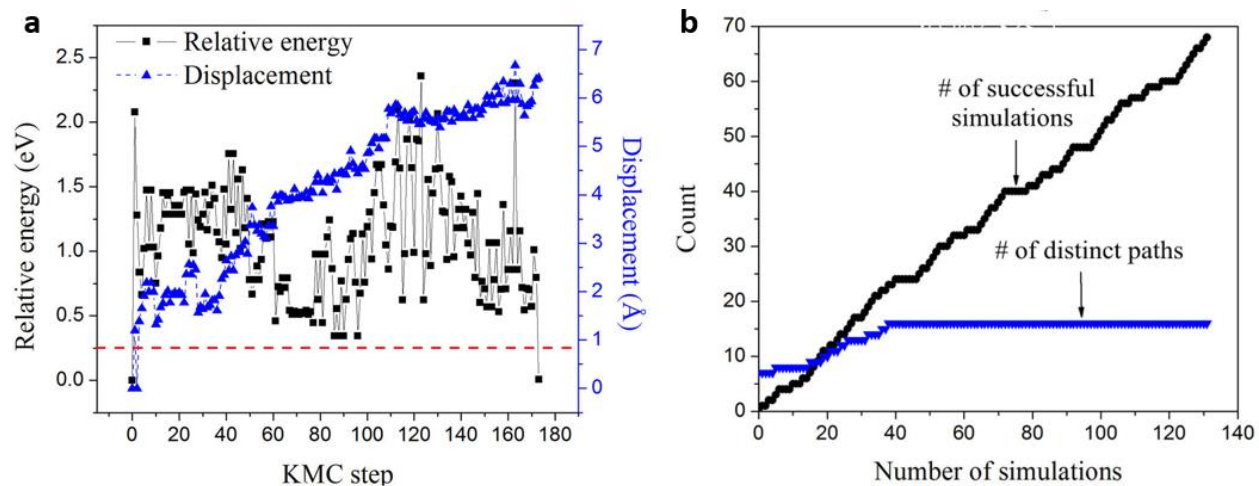 a
Relative energy
Displacement
Relative energy (eV)
2.5
2.0
1.5
1.0
0.5
0.0
7
6
5
4
3
2
1
0
Displacement (Å)
0 20 40 60 80 100 120 140 160 180
KMC step
b
70
60
50
40
30
20
10
0
Count
# of successful
simulations
# of distinct paths
0 20 40 60 80 100 120 140
Number of simulations